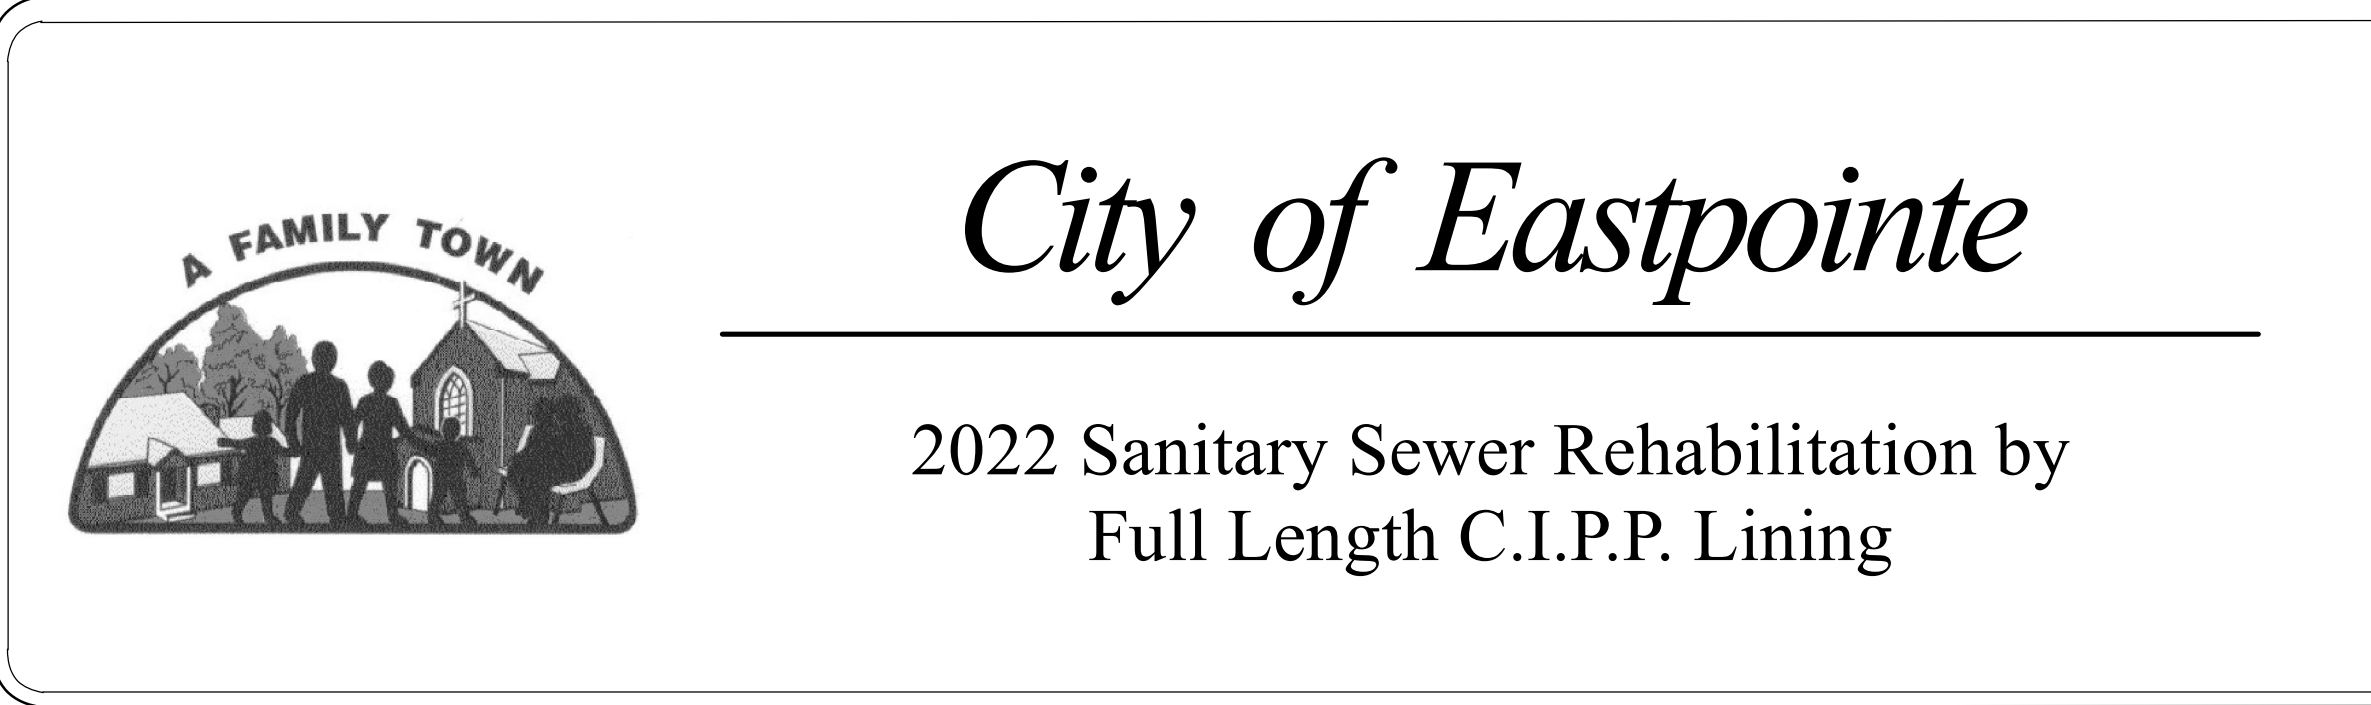 A FAMILY TOWN
City of Eastpointe
2022 Sanitary Sewer Rehabilitation by
Full Length C.I.P.P. Lining